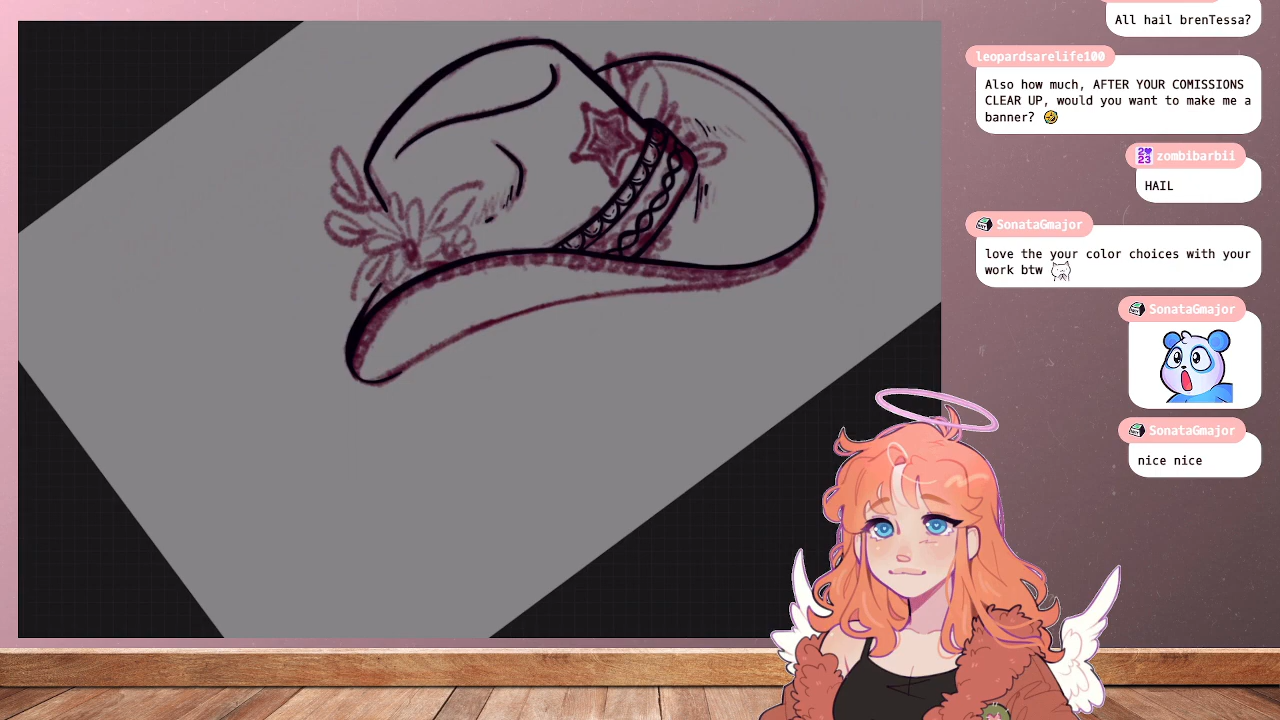 All hail brenTessa?
leopardsarelife100
Also how much, AFTER YOUR COMISSIONS
CLEAR UP, would you want to make me a
banner?
zombibarbii
HAIL
SonataGmajor
love the your color choices with your
work btw
SonataGmajor
SonataGmajor
nice nice